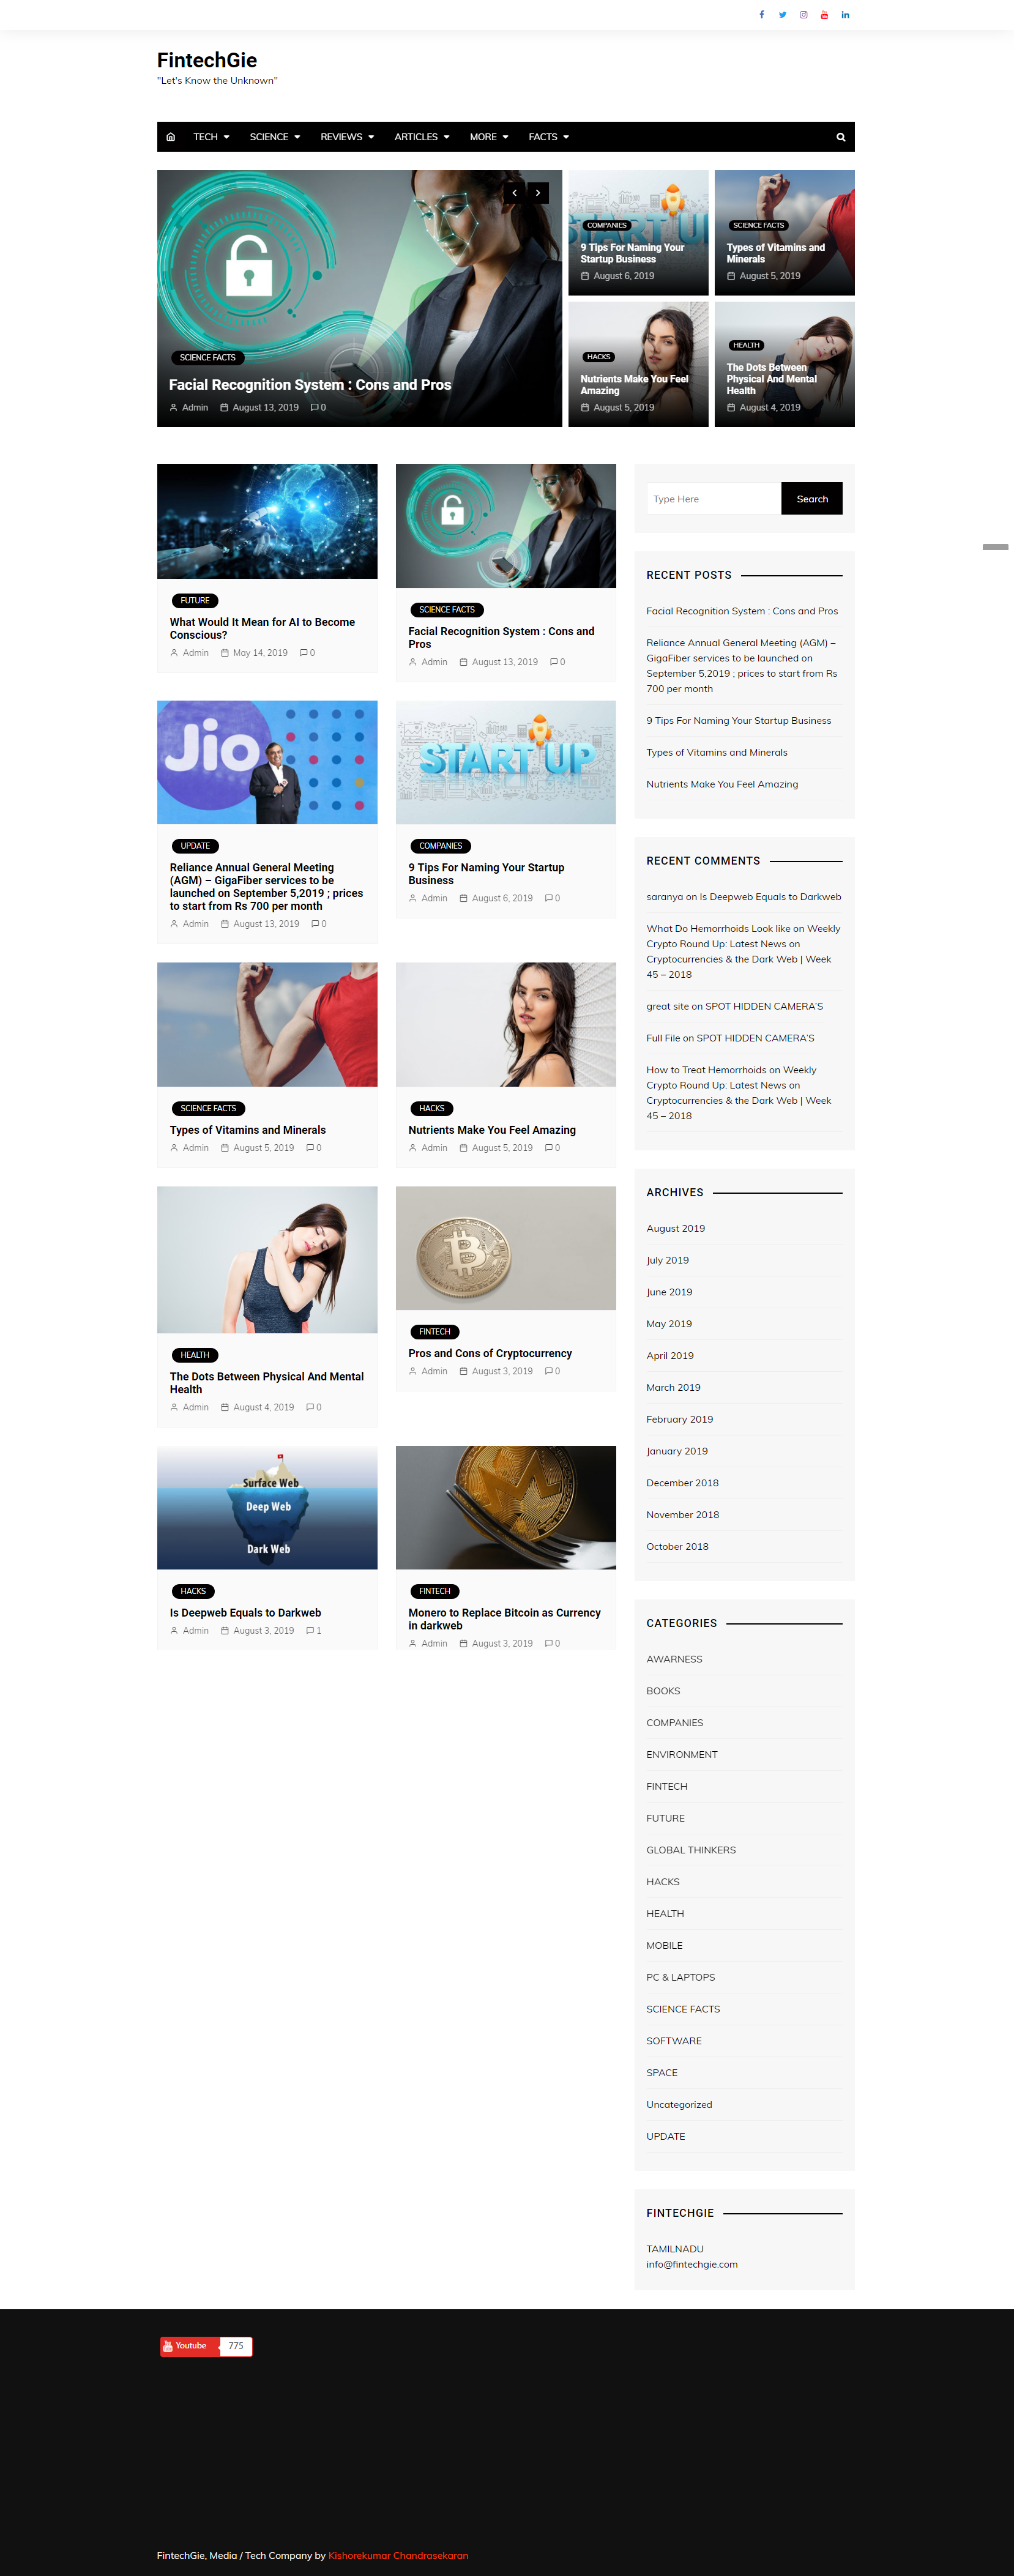 FintechGie
"Let's Know the Unknown"
TECH
SCIENCE
REVIEWS
ARTICLES
MORE
FACTS
SCIENCE FACTS
Facial Recognition System : Cons and Pros
Admin August 13, 2019 0
START UP
COMPANIES
9 Tips For Naming Your
Startup Business
August 6, 2019
SCIENCE FACTS
Types of Vitamins and
Minerals
August 5, 2019
HACKS
Nutrients Make You Feel
Amazing
August 5, 2019
HEALTH
The Dots Between
Physical And Mental
Health
August 4, 2019
FUTURE
What Would It Mean for AI to Become
Conscious?
Admin May 14, 2019 0
SCIENCE FACTS
Facial Recognition System : Cons and
Pros
Admin August 13, 2019 0
Jio
UPDATE
Reliance Annual General Meeting
(AGM) – GigaFiber services to be
launched on September 5,2019 ; prices
to start from Rs 700 per month
Admin August 13, 2019 0
START UP
COMPANIES
9 Tips For Naming Your Startup
Business
Admin August 6, 2019 0
SCIENCE FACTS
Types of Vitamins and Minerals
Admin August 5, 2019 0
HACKS
Nutrients Make You Feel Amazing
Admin August 5, 2019 0
HEALTH
The Dots Between Physical And Mental
Health
Admin August 4, 2019 0
FINTECH
Pros and Cons of Cryptocurrency
Admin August 3, 2019 0
Surface Web
Deep Web
Dark Web
HACKS
Is Deepweb Equals to Darkweb
Admin August 3, 2019 1
FINTECH
Monero to Replace Bitcoin as Currency
in darkweb
Admin August 3, 2019 0
Type Here
Search
RECENT POSTS
Facial Recognition System : Cons and Pros
Reliance Annual General Meeting (AGM) –
GigaFiber services to be launched on
September 5,2019 ; prices to start from Rs
700 per month
9 Tips For Naming Your Startup Business
Types of Vitamins and Minerals
Nutrients Make You Feel Amazing
RECENT COMMENTS
saranya on Is Deepweb Equals to Darkweb
What Do Hemorrhoids Look like on Weekly
Crypto Round Up: Latest News on
Cryptocurrencies & the Dark Web | Week
45 – 2018
great site on SPOT HIDDEN CAMERA'S
Full File on SPOT HIDDEN CAMERA'S
How to Treat Hemorrhoids on Weekly
Crypto Round Up: Latest News on
Cryptocurrencies & the Dark Web | Week
45 – 2018
ARCHIVES
August 2019
July 2019
June 2019
May 2019
April 2019
March 2019
February 2019
January 2019
December 2018
November 2018
October 2018
CATEGORIES
AWARNESS
BOOKS
COMPANIES
ENVIRONMENT
FINTECH
FUTURE
GLOBAL THINKERS
HACKS
HEALTH
MOBILE
PC & LAPTOPS
SCIENCE FACTS
SOFTWARE
SPACE
Uncategorized
UPDATE
FINTECHGIE
TAMILNADU
info@fintechgie.com
Youtube 775
FintechGie, Media / Tech Company by Kishorekumar Chandrasekaran